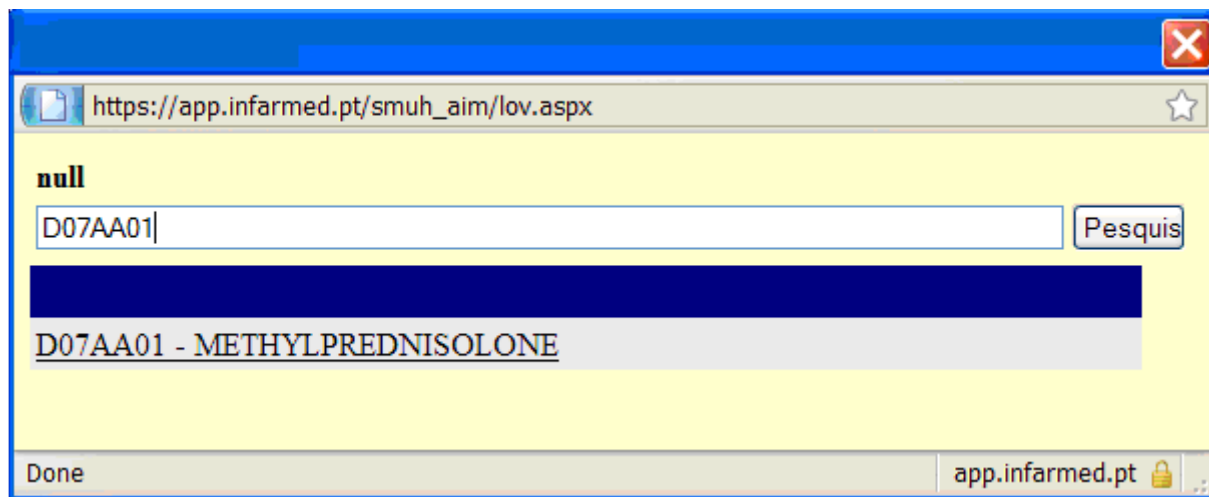 https://app.infarmed.pt/smuh_aim/lov.aspx
null
D07AA01 Pesquis
D07AA01 - METHYLPREDNISOLONE
Done app.infarmed.pt